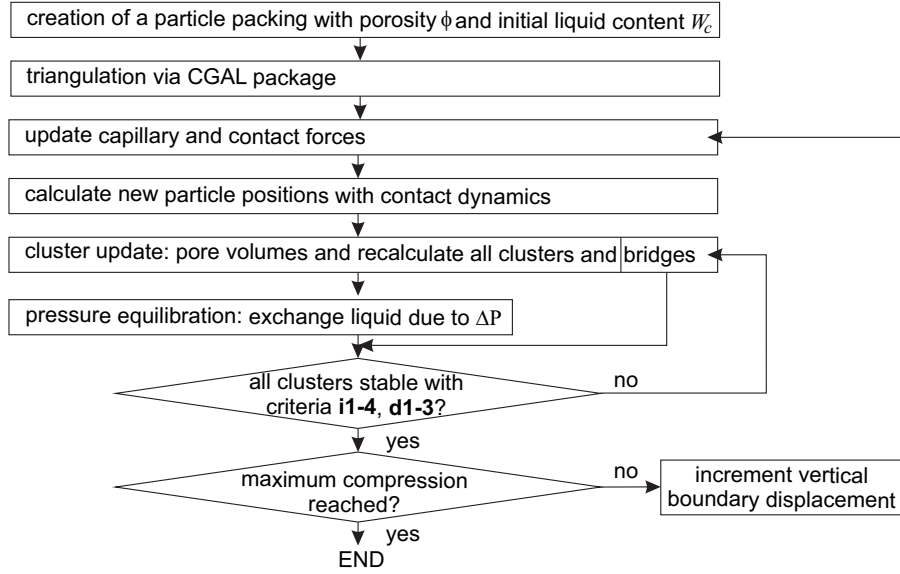 creation of a particle packing with porosity ϕ and initial liquid content W_c
triangulation via CGAL package
update capillary and contact forces
calculate new particle positions with contact dynamics
cluster update: pore volumes and recalculate all clusters and bridges
pressure equilibration: exchange liquid due to ΔP
all clusters stable with
criteria i1-4, d1-3?
no
yes
maximum compression
reached?
no
increment vertical
boundary displacement
yes
END